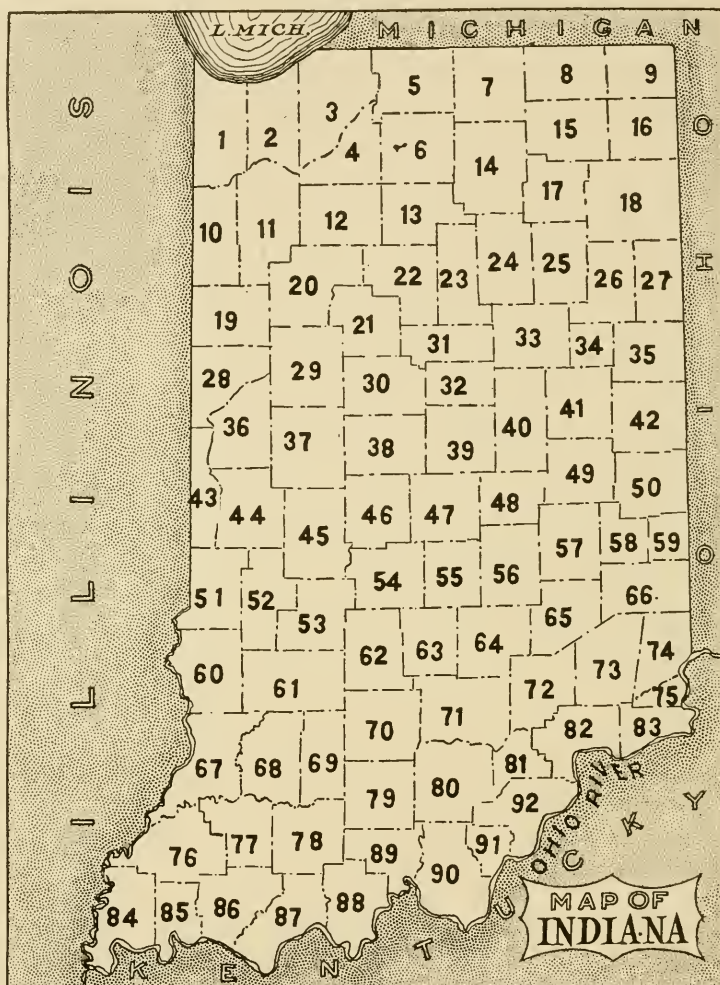 L. MICH.
MICHIGAN
ILLINOIS
OHIO
5 7 8 9
3
1 2 4 6 15 16
14
17 18
10 11 12 13
20 22 23 24 25 26 27
19 21
31 33 34 35
28 29 30 32
36 37 38 39 40 41 42
43 44 45 46 47 48 49 50
51 52 53 54 55 56 57 58 59
60 61 62 63 64 65 66
67 68 69 70 71 72 73 74 75
76 77 78 79 80 81 82 83
84 85 86 87 88 89 90 91 92
OHIO RIVER
KENTUCKY
MAP OF
INDIANA